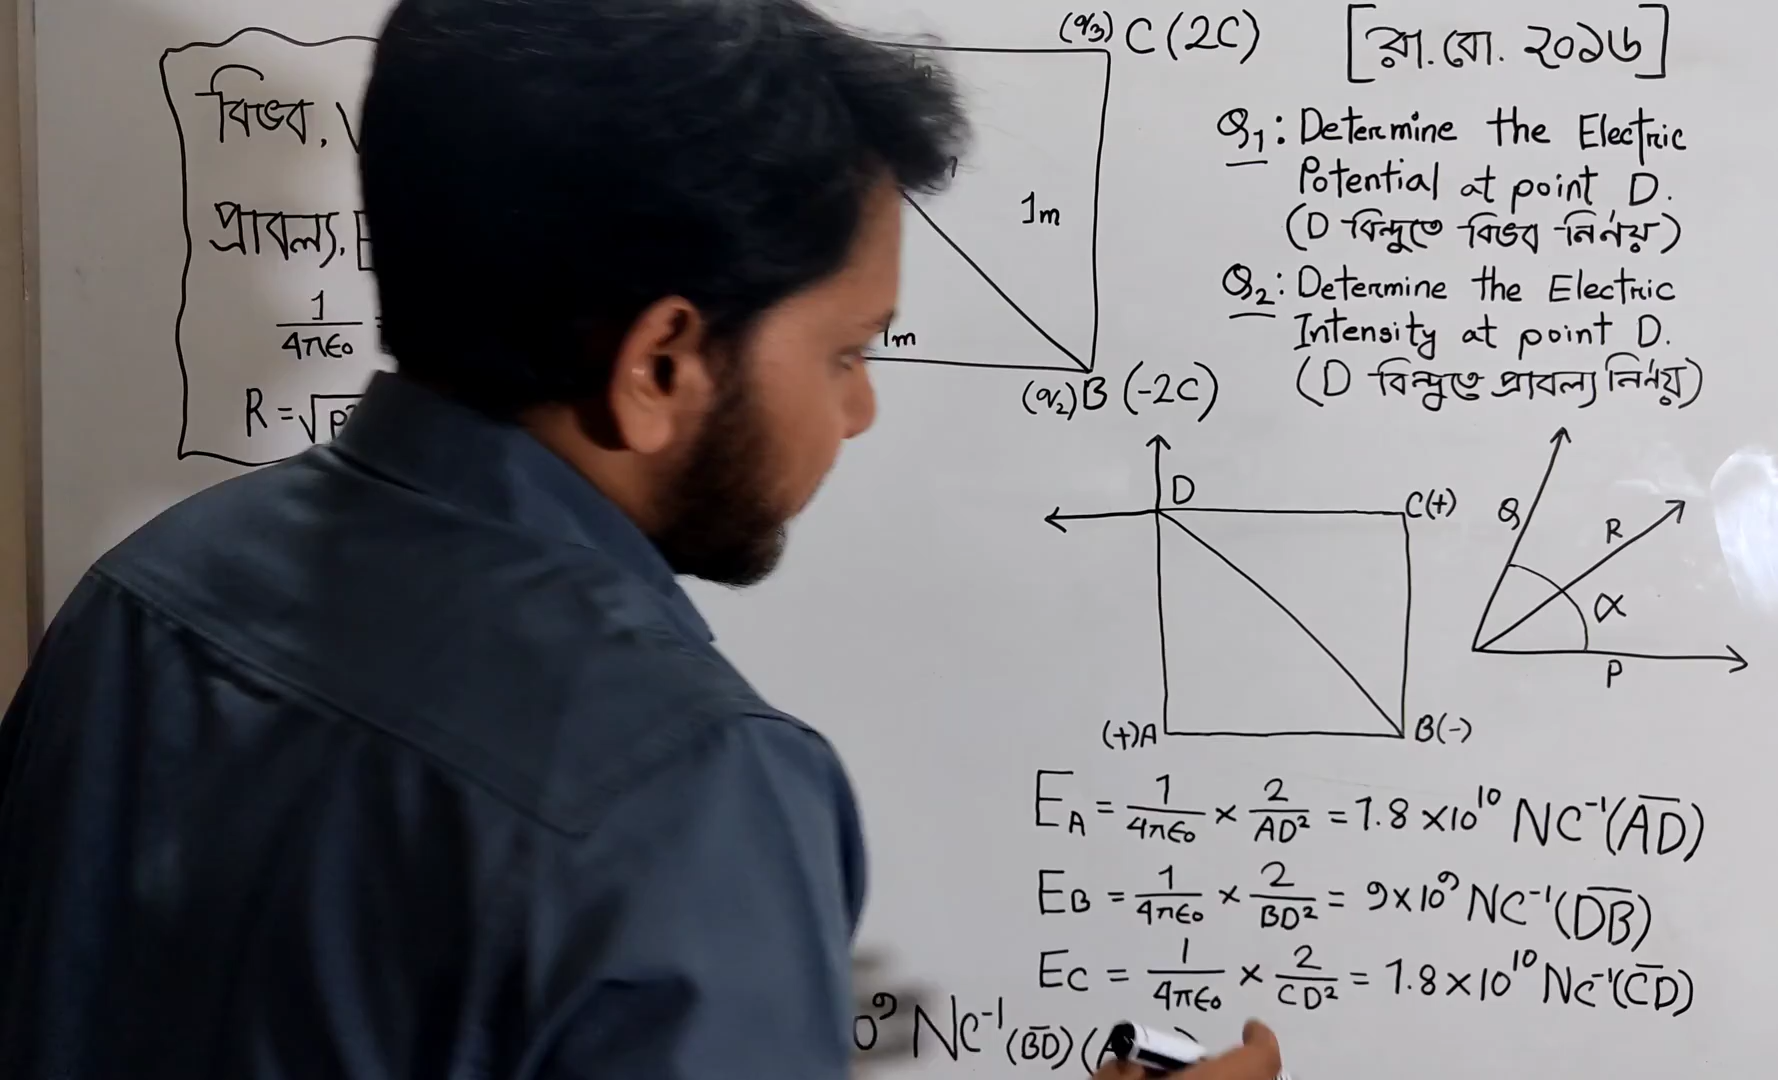 বিভব, V
প্রাবল্য, E
1/4πϵ₀ =
R = √P²
(q₃) C (2C)
1m
1m
(q₂) B (-2C)
[রা. বো. ২০১৬]
Q₁: Determine the Electric
Potential at point D.
(D বিন্দুতে বিভব নির্ণয়)
Q₂: Determine the Electric
Intensity at point D.
(D বিন্দুতে প্রাবল্য নির্ণয়)
D
C(+)
(+)A
B(-)
Q
R
α
P
E_A = 1/4πϵ₀ × 2/AD² = 1.8 × 10¹⁰ NC⁻¹ (A̅D̅)
E_B = 1/4πϵ₀ × 2/BD² = 9 × 10⁹ NC⁻¹ (D̅B̅)
E_C = 1/4πϵ₀ × 2/CD² = 1.8 × 10¹⁰ NC⁻¹ (C̅D̅)
0⁹ NC⁻¹ (B̅D̅) (A